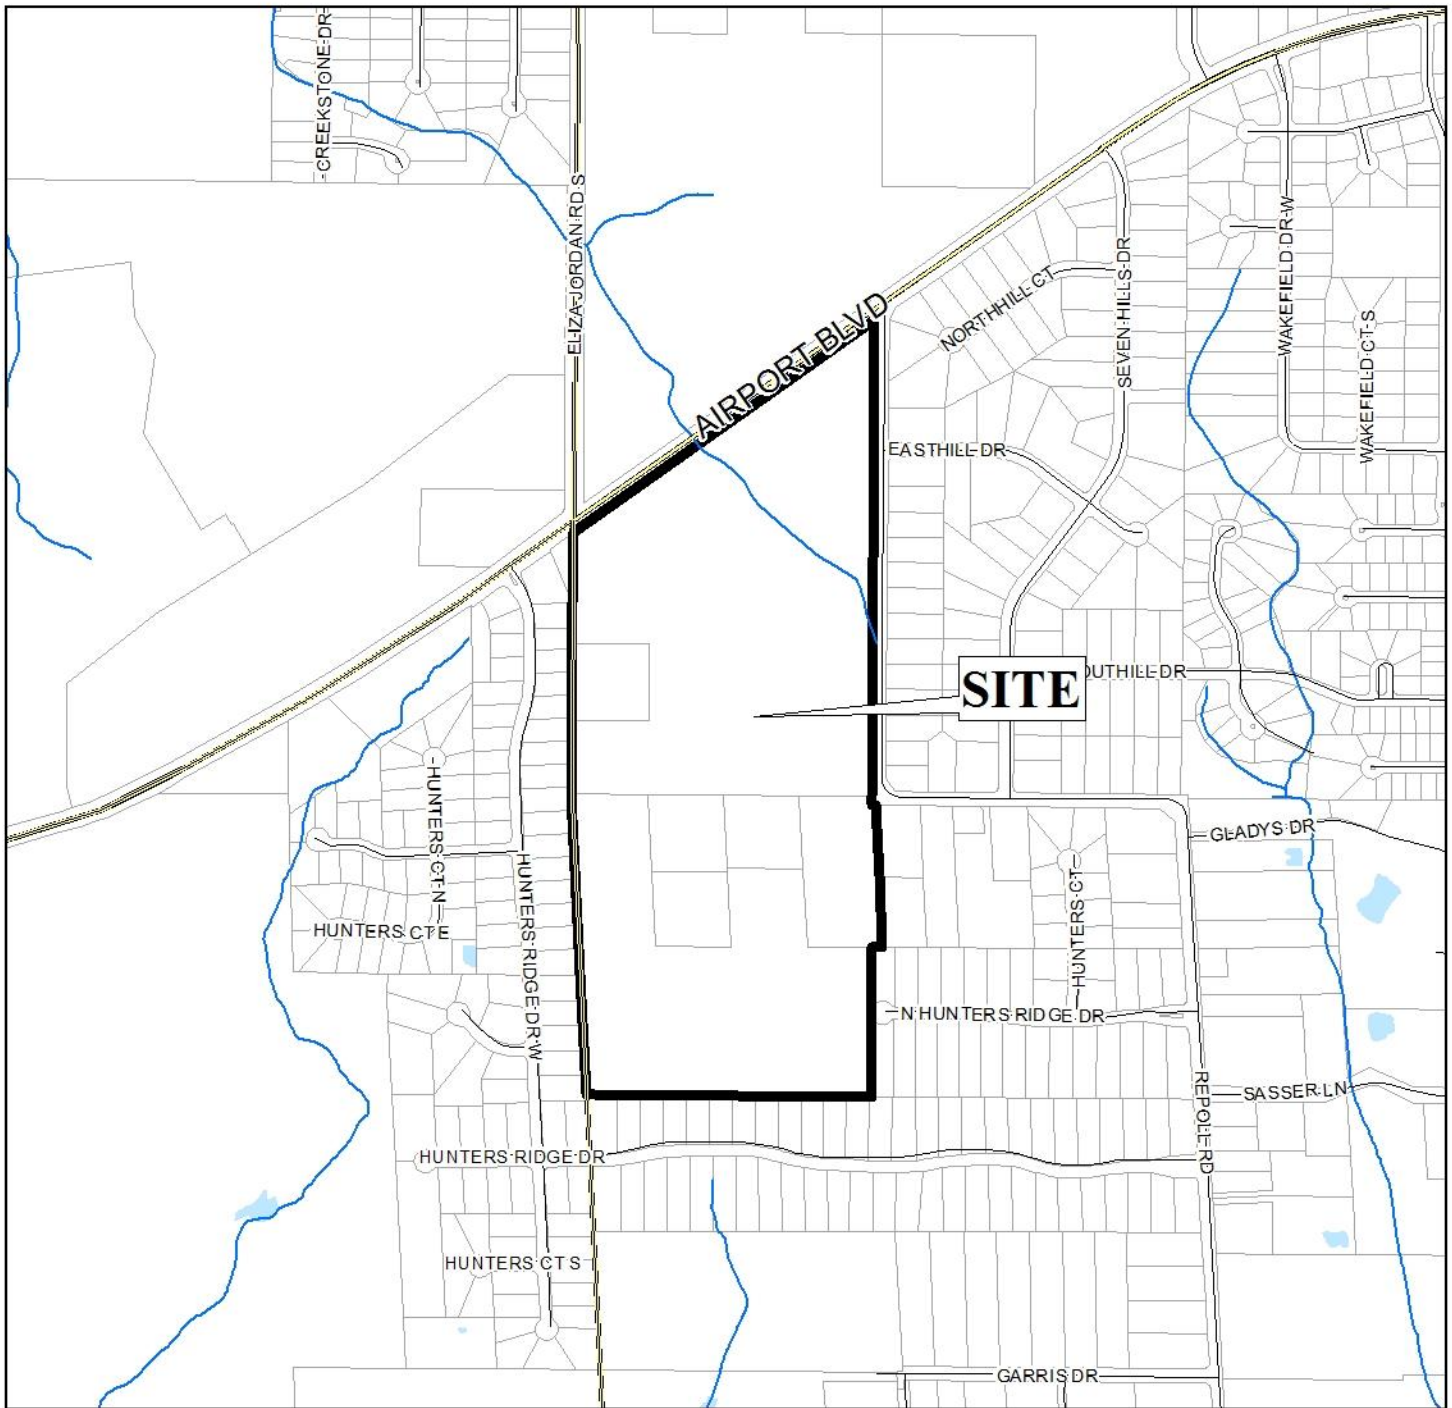 CREEKSTONE DR
ELIZA JORDAN RD S
AIRPORT BLVD
NORTHHILL CT
SEVEN HILLS DR
WAKEFIELD DR W
WAKEFIELD CT S
EASTHILL DR
SITE
OUTHILL DR
HUNTERS CT N
HUNTERS RIDGE DR W
HUNTERS CT E
GLADYS DR
HUNTERS CT
N HUNTERS RIDGE DR
REPOLL RD
SASSER LN
HUNTERS RIDGE DR
HUNTERS CT S
GARRIS DR